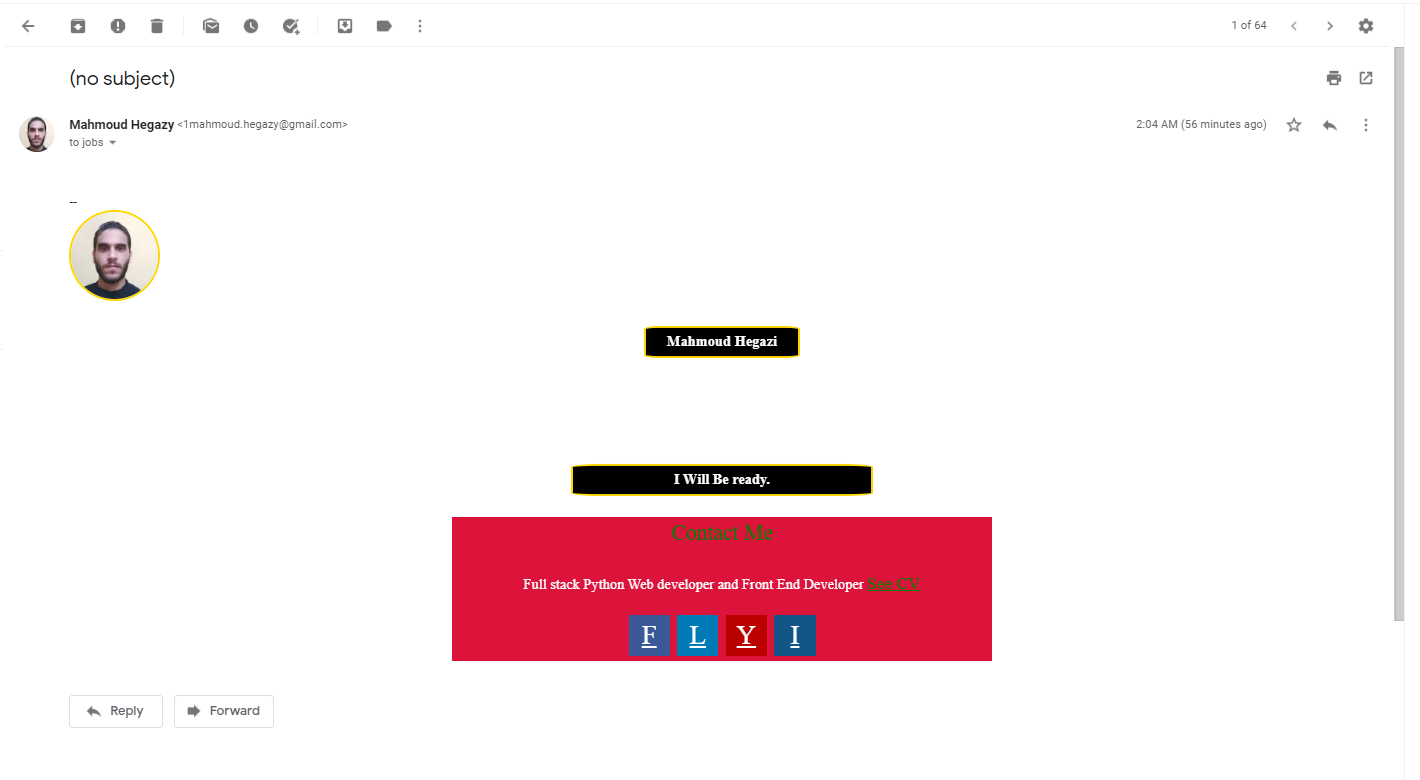 1 of 64
(no subject)
Mahmoud Hegazy <1mahmoud.hegazy@gmail.com>
2:04 AM (56 minutes ago)
to jobs
--
Mahmoud Hegazi
I Will Be ready.
Contact Me
Full stack Python Web developer and Front End Developer See CV
F L Y I
Reply
Forward